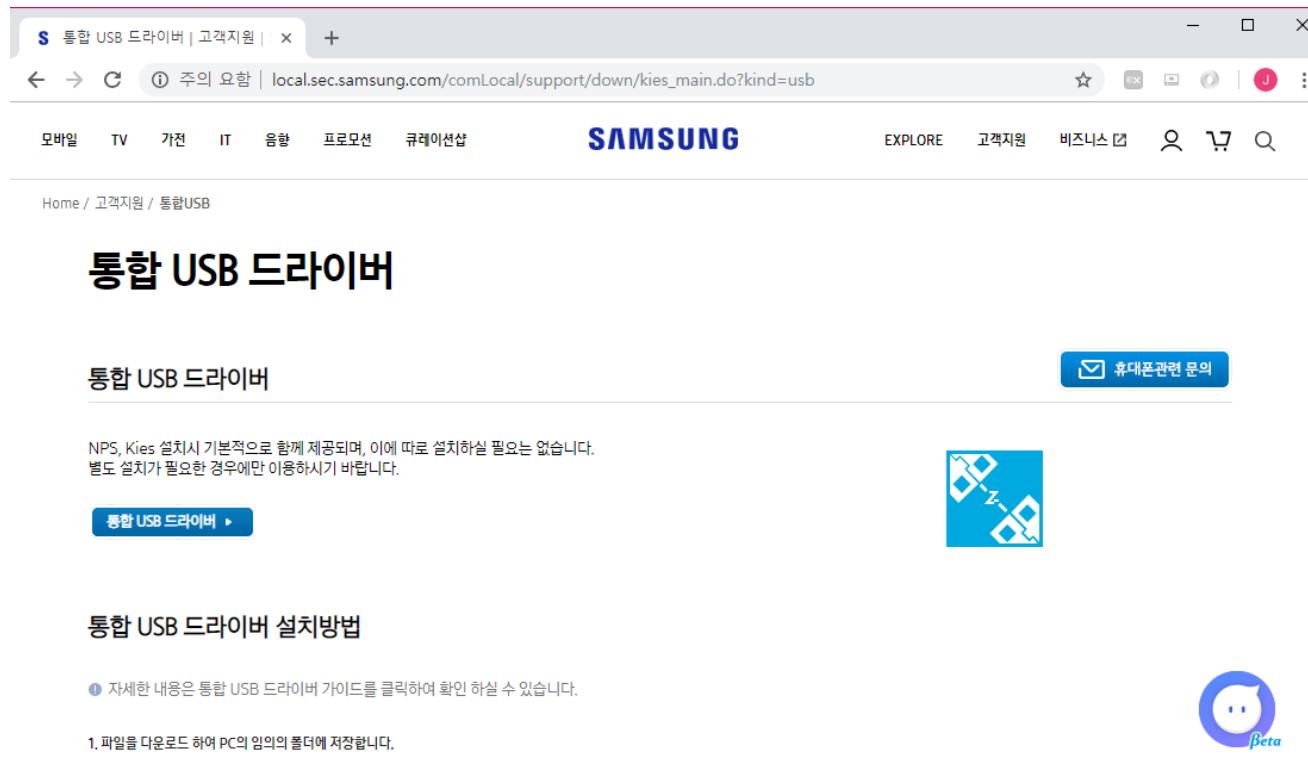 S 통합 USB 드라이버 | 고객지원 |
주의 요함 | local.sec.samsung.com/comLocal/support/down/kies_main.do?kind=usb
EX
J
모바일 TV 가전 IT 음향 프로모션 큐레이션샵 SAMSUNG EXPLORE 고객지원 비즈니스
Home / 고객지원 / 통합USB
통합 USB 드라이버
통합 USB 드라이버
휴대폰관련 문의
NPS, Kies 설치시 기본적으로 함께 제공되며, 이에 따로 설치하실 필요는 없습니다.
별도 설치가 필요한 경우에만 이용하시기 바랍니다.
Z
통합 USB 드라이버
통합 USB 드라이버 설치방법
자세한 내용은 통합 USB 드라이버 가이드를 클릭하여 확인 하실 수 있습니다.
1. 파일을 다운로드 하여 PC의 임의의 폴더에 저장합니다.
Beta